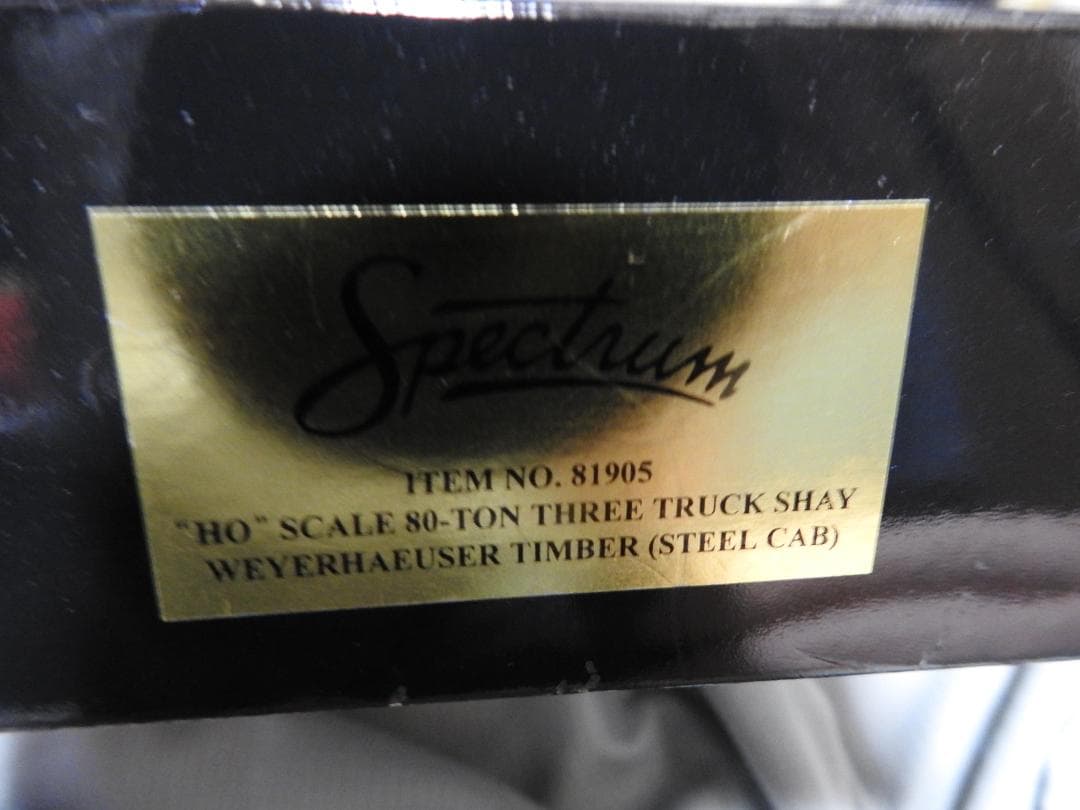 Spectrum
ITEM NO. 81905
"HO" SCALE 80-TON THREE TRUCK SHAY
WEYERHAEUSER TIMBER (STEEL CAB)